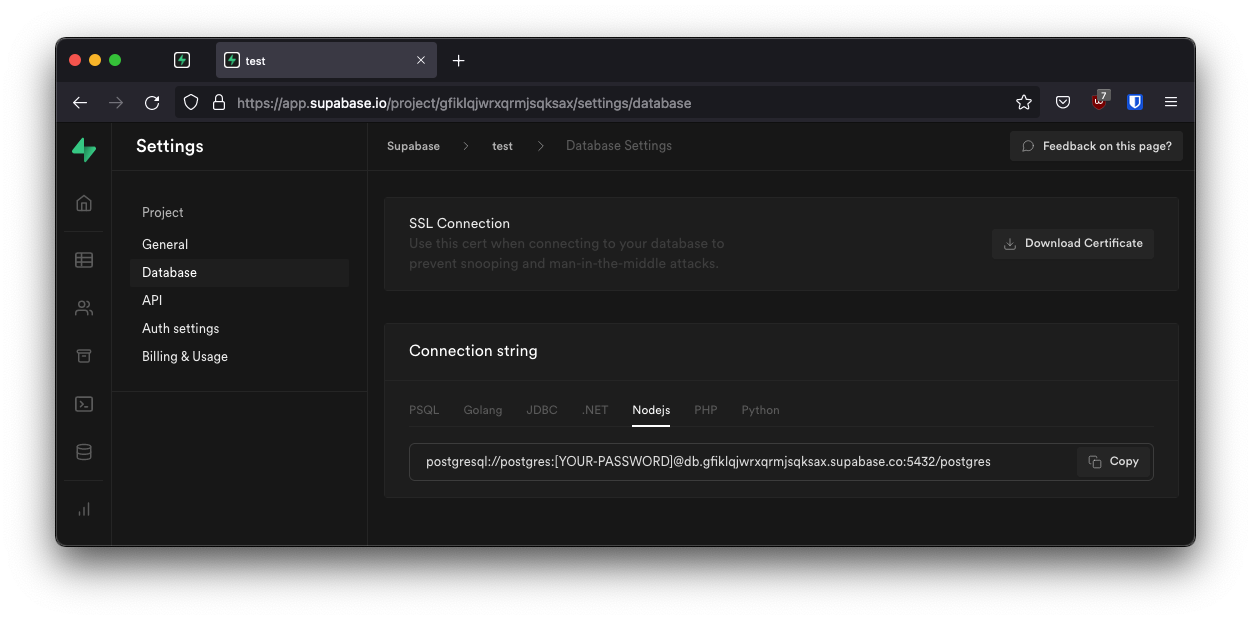 test
https://app.supabase.io/project/gfiklqjwrxqrmjsqksax/settings/database
7
Settings
Supabase
test
Database Settings
Feedback on this page?
Project
General
Database
API
Auth settings
Billing & Usage
SSL Connection
Use this cert when connecting to your database to
prevent snooping and man-in-the-middle attacks.
Download Certificate
Connection string
PSQL
Golang
JDBC
.NET
Nodejs
PHP
Python
postgresql://postgres:[YOUR-PASSWORD]@db.gfiklqjwrxqrmjsqksax.supabase.co:5432/postgres
Copy